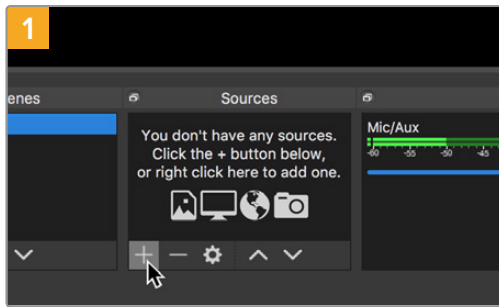 1
enes
Sources
You don't have any sources.
Click the + button below,
or right click here to add one.
Mic/Aux
-60 -55 -50 -45